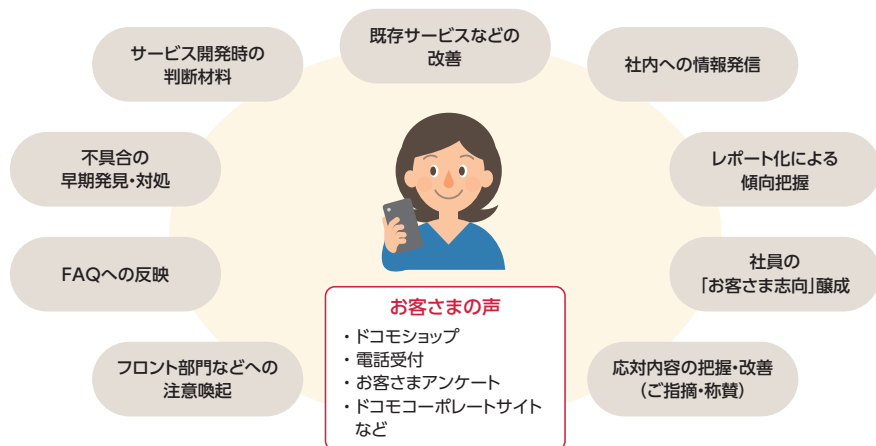 既存サービスなどの
改善
サービス開発時の
判断材料
社内への情報発信
不具合の
早期発見・対処
レポート化による
傾向把握
FAQへの反映
社員の
「お客さま志向」醸成
フロント部門などへの
注意喚起
応対内容の把握・改善
(ご指摘・称賛)
お客さまの声
・ドコモショップ
・電話受付
・お客さまアンケート
・ドコモコーポレートサイト
など